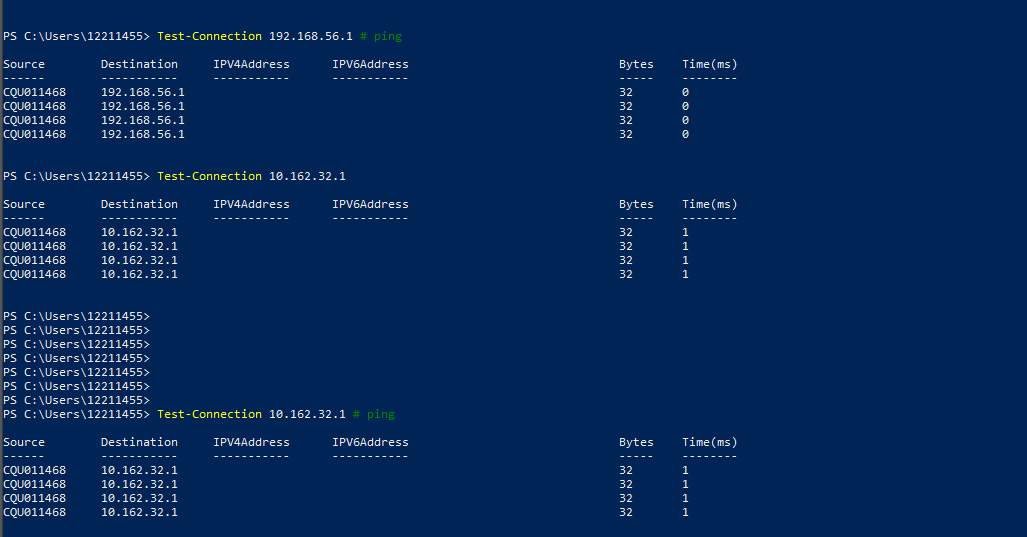 PS C:\Users\12211455> Test-Connection 192.168.56.1 # ping
Source Destination IPV4Address IPV6Address Bytes Time(ms)
------ ----------- ----------- ----------- ----- --------
CQU011468 192.168.56.1 32 0
CQU011468 192.168.56.1 32 0
CQU011468 192.168.56.1 32 0
CQU011468 192.168.56.1 32 0
PS C:\Users\12211455> Test-Connection 10.162.32.1
Source Destination IPV4Address IPV6Address Bytes Time(ms)
------ ----------- ----------- ----------- ----- --------
CQU011468 10.162.32.1 32 1
CQU011468 10.162.32.1 32 1
CQU011468 10.162.32.1 32 1
CQU011468 10.162.32.1 32 1
PS C:\Users\12211455>
PS C:\Users\12211455>
PS C:\Users\12211455>
PS C:\Users\12211455>
PS C:\Users\12211455>
PS C:\Users\12211455>
PS C:\Users\12211455>
PS C:\Users\12211455> Test-Connection 10.162.32.1 # ping
Source Destination IPV4Address IPV6Address Bytes Time(ms)
------ ----------- ----------- ----------- ----- --------
CQU011468 10.162.32.1 32 1
CQU011468 10.162.32.1 32 1
CQU011468 10.162.32.1 32 1
CQU011468 10.162.32.1 32 1